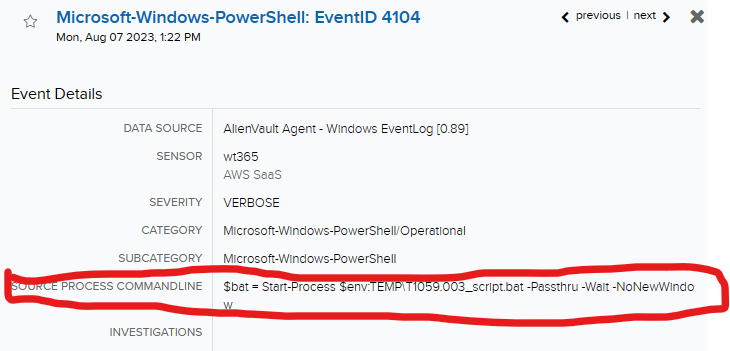 Microsoft-Windows-PowerShell: EventID 4104
previous | next
Mon, Aug 07 2023, 1:22 PM
Event Details
DATA SOURCE AlienVault Agent - Windows EventLog [0.89]
SENSOR wt365
AWS SaaS
SEVERITY VERBOSE
CATEGORY Microsoft-Windows-PowerShell/Operational
SUBCATEGORY Microsoft-Windows-PowerShell
SOURCE PROCESS COMMANDLINE $bat = Start-Process $env:TEMP\T1059.003_script.bat -Passthru -Wait -NoNewWindo
w
INVESTIGATIONS